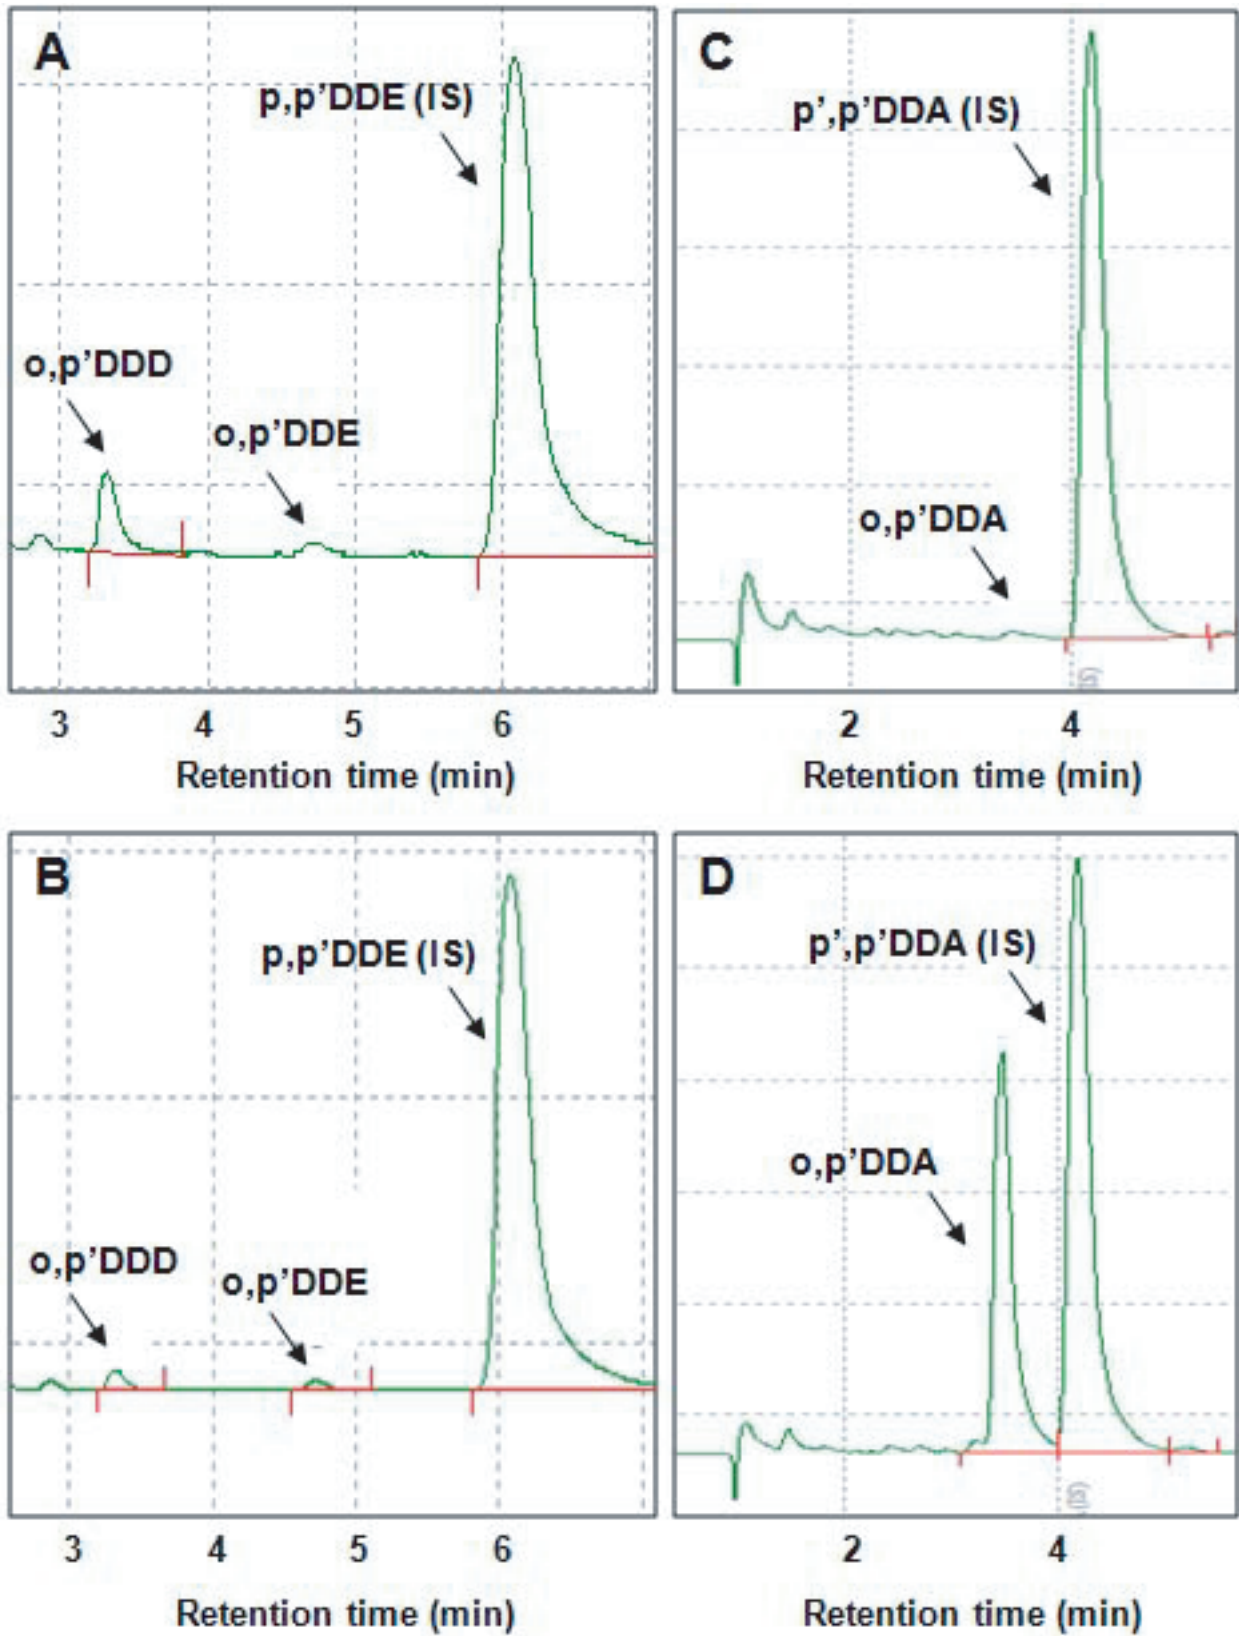 A
p,p'DDE (IS)
o,p'DDD
o,p'DDE
3 4 5 6
Retention time (min)
C
p',p'DDA (IS)
o,p'DDA
2 4
Retention time (min)
B
p,p'DDE (IS)
o,p'DDD
o,p'DDE
3 4 5 6
Retention time (min)
D
p',p'DDA (IS)
o,p'DDA
2 4
Retention time (min)